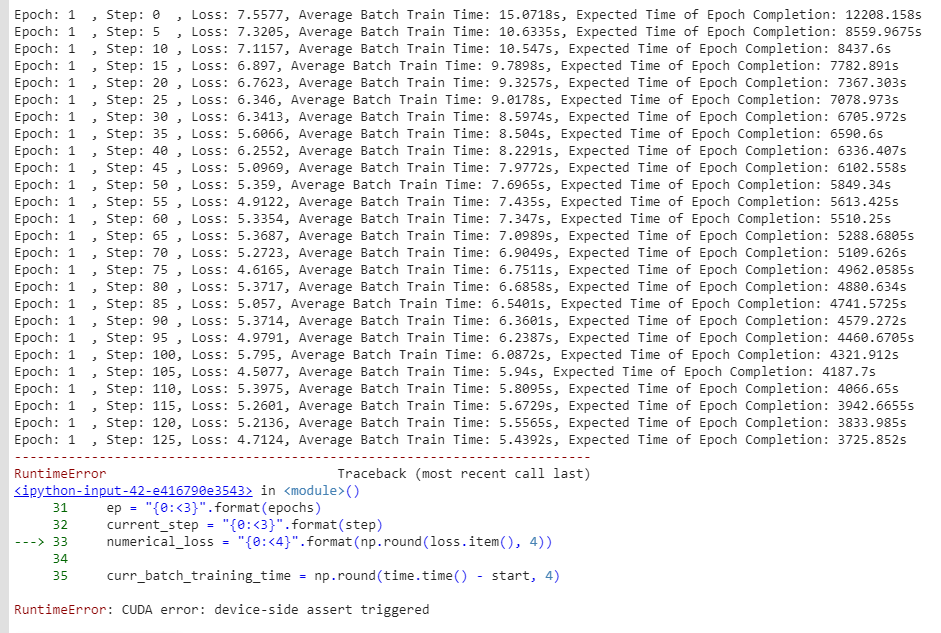 Epoch: 1  , Step: 0  , Loss: 7.5577, Average Batch Train Time: 15.0718s, Expected Time of Epoch Completion: 12208.158s
Epoch: 1  , Step: 5  , Loss: 7.3205, Average Batch Train Time: 10.6335s, Expected Time of Epoch Completion: 8559.9675s
Epoch: 1  , Step: 10 , Loss: 7.1157, Average Batch Train Time: 10.547s, Expected Time of Epoch Completion: 8437.6s
Epoch: 1  , Step: 15 , Loss: 6.897, Average Batch Train Time: 9.7898s, Expected Time of Epoch Completion: 7782.891s
Epoch: 1  , Step: 20 , Loss: 6.7623, Average Batch Train Time: 9.3257s, Expected Time of Epoch Completion: 7367.303s
Epoch: 1  , Step: 25 , Loss: 6.346, Average Batch Train Time: 9.0178s, Expected Time of Epoch Completion: 7078.973s
Epoch: 1  , Step: 30 , Loss: 6.3413, Average Batch Train Time: 8.5974s, Expected Time of Epoch Completion: 6705.972s
Epoch: 1  , Step: 35 , Loss: 5.6066, Average Batch Train Time: 8.504s, Expected Time of Epoch Completion: 6590.6s
Epoch: 1  , Step: 40 , Loss: 6.2552, Average Batch Train Time: 8.2291s, Expected Time of Epoch Completion: 6336.407s
Epoch: 1  , Step: 45 , Loss: 5.0969, Average Batch Train Time: 7.9772s, Expected Time of Epoch Completion: 6102.558s
Epoch: 1  , Step: 50 , Loss: 5.359, Average Batch Train Time: 7.6965s, Expected Time of Epoch Completion: 5849.34s
Epoch: 1  , Step: 55 , Loss: 4.9122, Average Batch Train Time: 7.435s, Expected Time of Epoch Completion: 5613.425s
Epoch: 1  , Step: 60 , Loss: 5.3354, Average Batch Train Time: 7.347s, Expected Time of Epoch Completion: 5510.25s
Epoch: 1  , Step: 65 , Loss: 5.3687, Average Batch Train Time: 7.0989s, Expected Time of Epoch Completion: 5288.6805s
Epoch: 1  , Step: 70 , Loss: 5.2723, Average Batch Train Time: 6.9049s, Expected Time of Epoch Completion: 5109.626s
Epoch: 1  , Step: 75 , Loss: 4.6165, Average Batch Train Time: 6.7511s, Expected Time of Epoch Completion: 4962.0585s
Epoch: 1  , Step: 80 , Loss: 5.3717, Average Batch Train Time: 6.6858s, Expected Time of Epoch Completion: 4880.634s
Epoch: 1  , Step: 85 , Loss: 5.057, Average Batch Train Time: 6.5401s, Expected Time of Epoch Completion: 4741.5725s
Epoch: 1  , Step: 90 , Loss: 5.3714, Average Batch Train Time: 6.3601s, Expected Time of Epoch Completion: 4579.272s
Epoch: 1  , Step: 95 , Loss: 4.9791, Average Batch Train Time: 6.2387s, Expected Time of Epoch Completion: 4460.6705s
Epoch: 1  , Step: 100, Loss: 5.795, Average Batch Train Time: 6.0872s, Expected Time of Epoch Completion: 4321.912s
Epoch: 1  , Step: 105, Loss: 4.5077, Average Batch Train Time: 5.94s, Expected Time of Epoch Completion: 4187.7s
Epoch: 1  , Step: 110, Loss: 5.3975, Average Batch Train Time: 5.8095s, Expected Time of Epoch Completion: 4066.65s
Epoch: 1  , Step: 115, Loss: 5.2601, Average Batch Train Time: 5.6729s, Expected Time of Epoch Completion: 3942.6655s
Epoch: 1  , Step: 120, Loss: 5.2136, Average Batch Train Time: 5.5565s, Expected Time of Epoch Completion: 3833.985s
Epoch: 1  , Step: 125, Loss: 4.7124, Average Batch Train Time: 5.4392s, Expected Time of Epoch Completion: 3725.852s
---------------------------------------------------------------------------
RuntimeError                              Traceback (most recent call last)
<ipython-input-42-e416790e3543> in <module>()
     31     ep = "{0:<3}".format(epochs)
     32     current_step = "{0:<3}".format(step)
---> 33     numerical_loss = "{0:<4}".format(np.round(loss.item(), 4))
     34
     35     curr_batch_training_time = np.round(time.time() - start, 4)
RuntimeError: CUDA error: device-side assert triggered